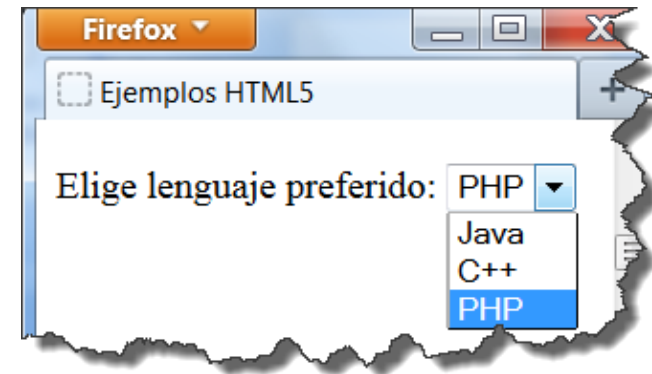 Firefox
Ejemplos HTML5
Elige lenguaje preferido: PHP
Java
C++
PHP